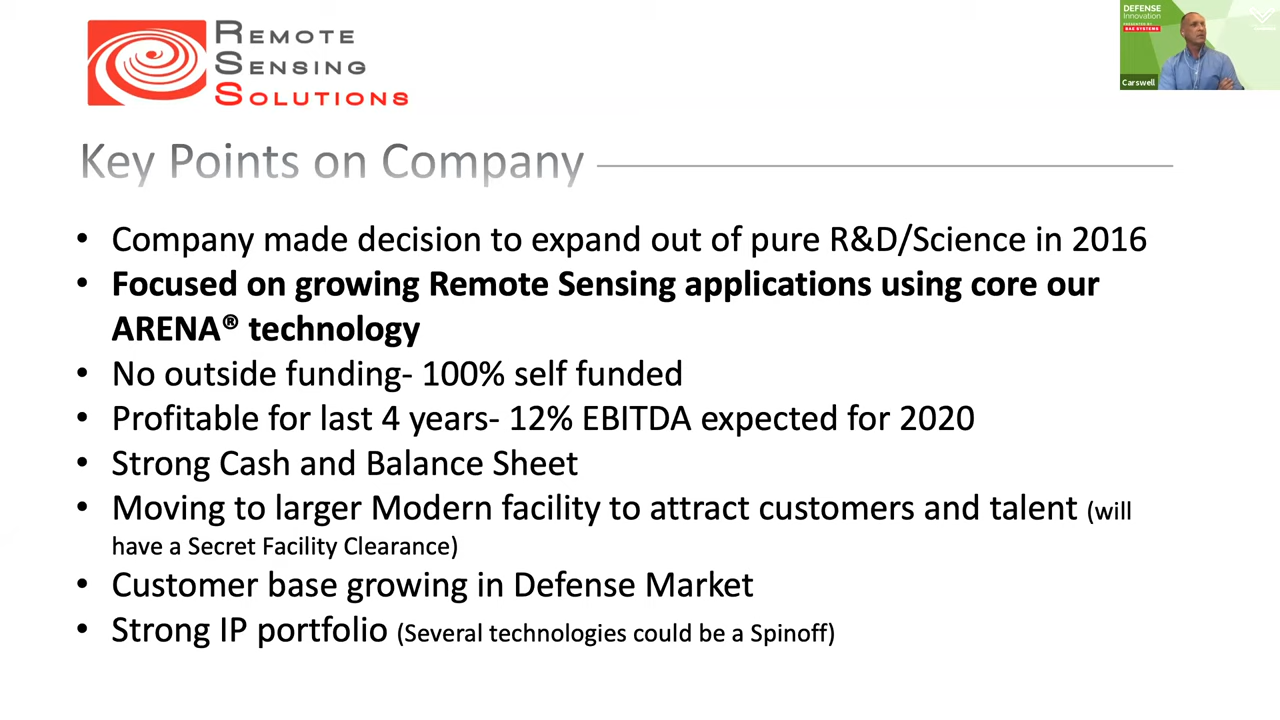 REMOTE
SENSING
SOLUTIONS
DEFENSE
Innovation
PRESENTED BY
BAE SYSTEMS
Carswell
Key Points on Company
• Company made decision to expand out of pure R&D/Science in 2016
• Focused on growing Remote Sensing applications using core our
ARENA® technology
• No outside funding- 100% self funded
• Profitable for last 4 years- 12% EBITDA expected for 2020
• Strong Cash and Balance Sheet
• Moving to larger Modern facility to attract customers and talent (will
have a Secret Facility Clearance)
• Customer base growing in Defense Market
• Strong IP portfolio (Several technologies could be a Spinoff)